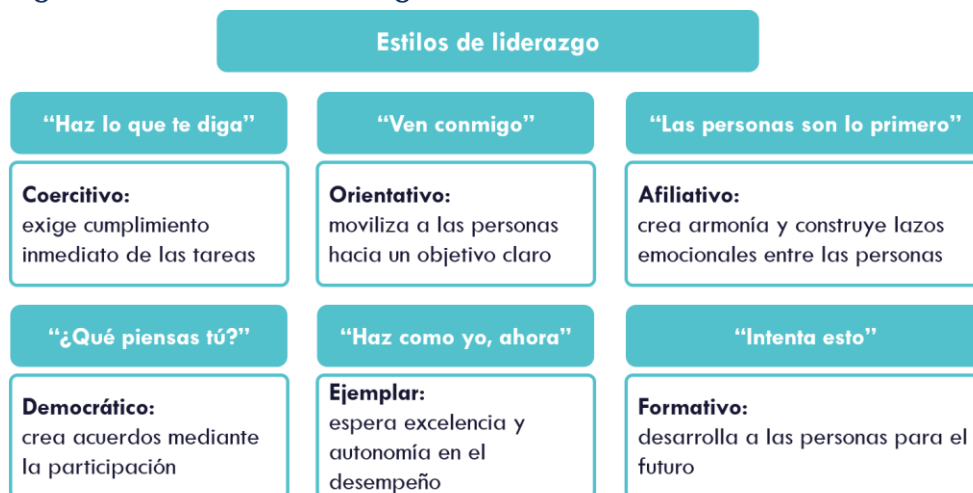 Estilos de liderazgo
“Haz lo que te diga”
Coercitivo:
exige cumplimiento
inmediato de las tareas
“Ven conmigo”
Orientativo:
moviliza a las personas
hacia un objetivo claro
“Las personas son lo primero”
Afiliativo:
crea armonía y construye lazos
emocionales entre las personas
“¿Qué piensas tú?”
Democrático:
crea acuerdos mediante
la participación
“Haz como yo, ahora”
Ejemplar:
espera excelencia y
autonomía en el
desempeño
“Intenta esto”
Formativo:
desarrolla a las personas para el
futuro